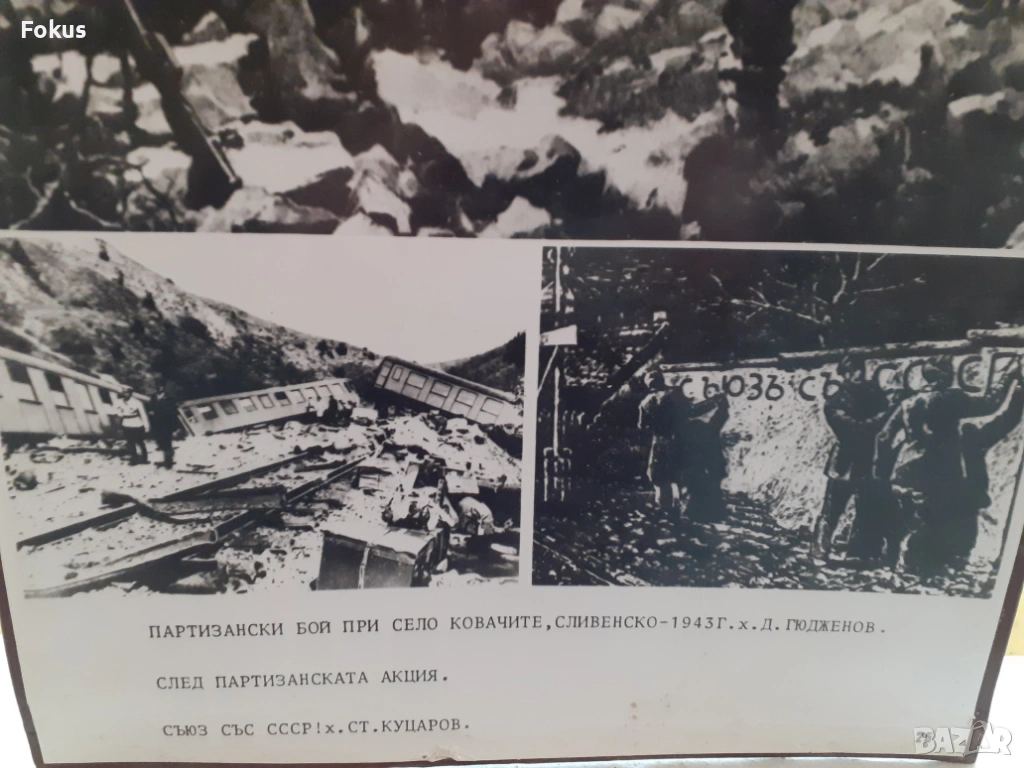 Fokus
СЪЮЗЪ СЪ СССР
ПАРТИЗАНСКИ БОЙ ПРИ СЕЛО КОВАЧИТЕ,СЛИВЕНСКО-1943Г.х.Д.ГЮДЖЕНОВ.
СЛЕД ПАРТИЗАНСКАТА АКЦИЯ.
СЪЮЗ СЪС СССР!х.СТ.КУЦАРОВ.
BAZAR